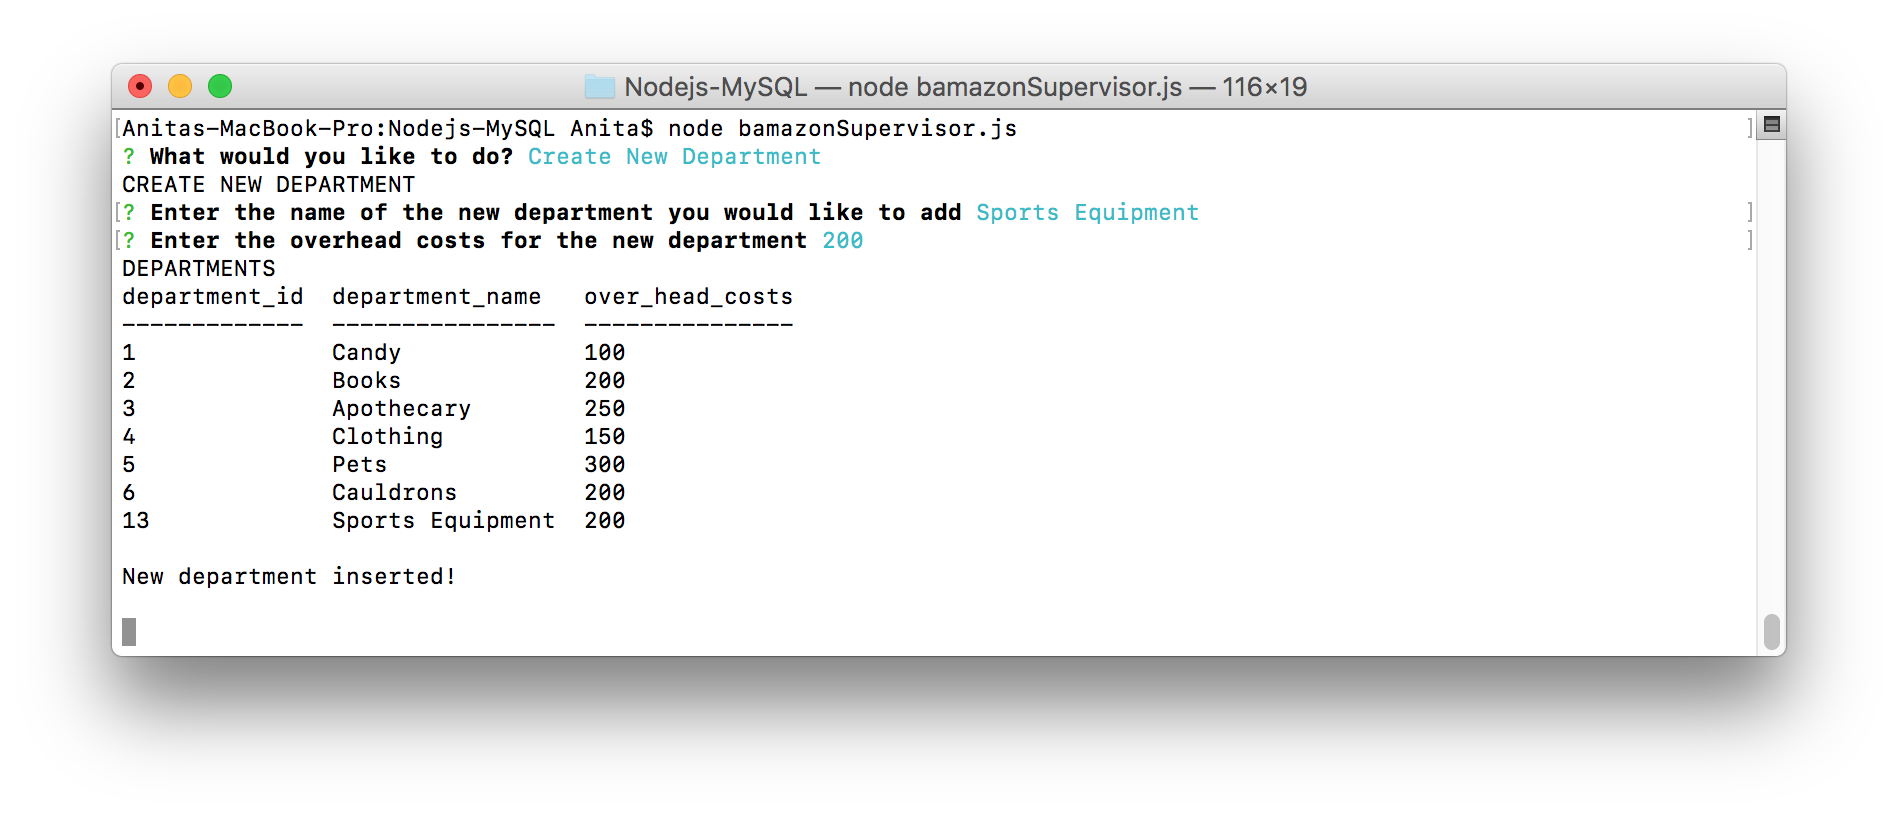 Nodejs-MySQL — node bamazonSupervisor.js — 116×19
[Anitas-MacBook-Pro:Nodejs-MySQL Anita$ node bamazonSupervisor.js ]
? What would you like to do? Create New Department
CREATE NEW DEPARTMENT
[? Enter the name of the new department you would like to add Sports Equipment ]
[? Enter the overhead costs for the new department 200 ]
DEPARTMENTS
department_id  department_name   over_head_costs
-------------  ----------------  ---------------
1              Candy             100
2              Books             200
3              Apothecary        250
4              Clothing          150
5              Pets              300
6              Cauldrons         200
13             Sports Equipment  200
New department inserted!